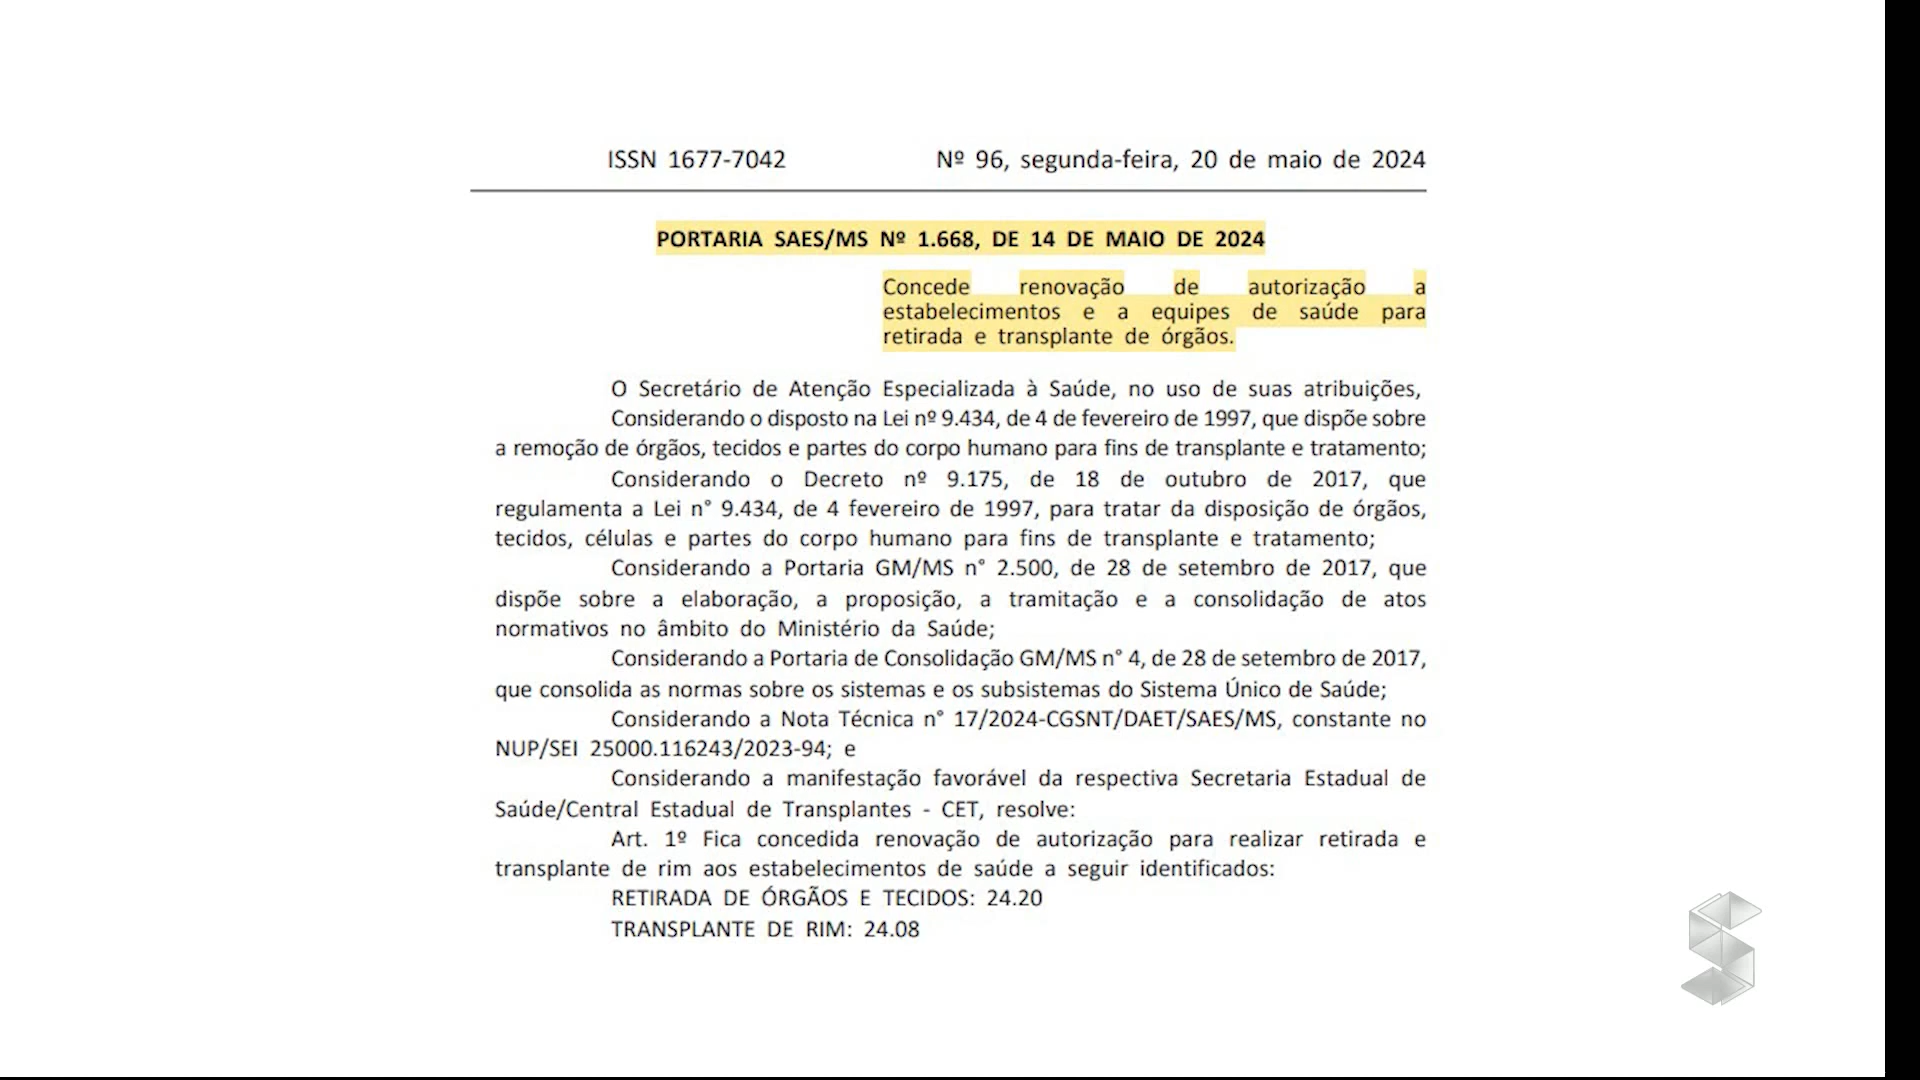 ISSN 1677-7042 Nº 96, segunda-feira, 20 de maio de 2024
PORTARIA SAES/MS Nº 1.668, DE 14 DE MAIO DE 2024
Concede renovação de autorização a
estabelecimentos e a equipes de saúde para
retirada e transplante de órgãos.
O Secretário de Atenção Especializada à Saúde, no uso de suas atribuições,
Considerando o disposto na Lei nº 9.434, de 4 de fevereiro de 1997, que dispõe sobre
a remoção de órgãos, tecidos e partes do corpo humano para fins de transplante e tratamento;
Considerando o Decreto nº 9.175, de 18 de outubro de 2017, que
regulamenta a Lei n° 9.434, de 4 fevereiro de 1997, para tratar da disposição de órgãos,
tecidos, células e partes do corpo humano para fins de transplante e tratamento;
Considerando a Portaria GM/MS n° 2.500, de 28 de setembro de 2017, que
dispõe sobre a elaboração, a proposição, a tramitação e a consolidação de atos
normativos no âmbito do Ministério da Saúde;
Considerando a Portaria de Consolidação GM/MS n° 4, de 28 de setembro de 2017,
que consolida as normas sobre os sistemas e os subsistemas do Sistema Único de Saúde;
Considerando a Nota Técnica n° 17/2024-CGSNT/DAET/SAES/MS, constante no
NUP/SEI 25000.116243/2023-94; e
Considerando a manifestação favorável da respectiva Secretaria Estadual de
Saúde/Central Estadual de Transplantes - CET, resolve:
Art. 1º Fica concedida renovação de autorização para realizar retirada e
transplante de rim aos estabelecimentos de saúde a seguir identificados:
RETIRADA DE ÓRGÃOS E TECIDOS: 24.20
TRANSPLANTE DE RIM: 24.08